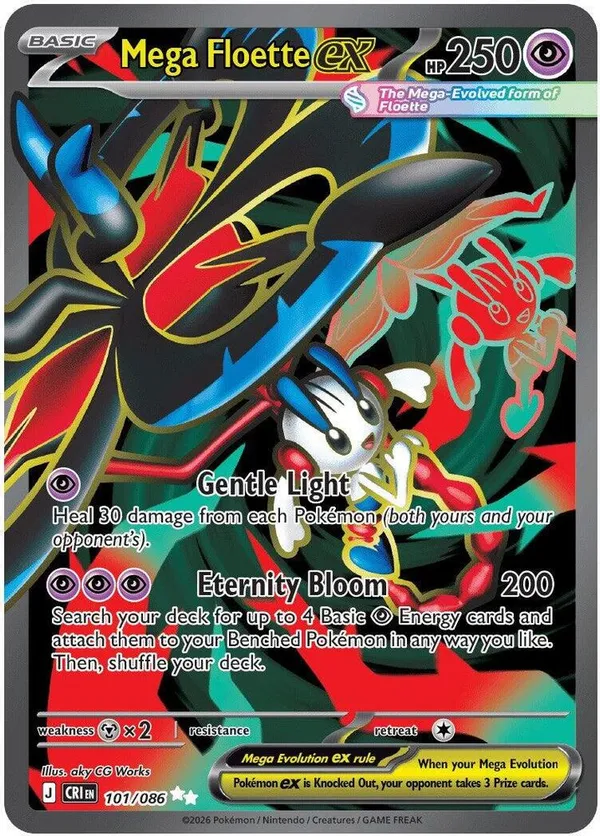 BASIC
Mega Floette ex
HP 250
The Mega-Evolved form of
Floette
Gentle Light
Heal 30 damage from each Pokémon (both yours and your
opponent's).
Eternity Bloom 200
Search your deck for up to 4 Basic Energy cards and
attach them to your Benched Pokémon in any way you like.
Then, shuffle your deck.
weakness ×2 resistance retreat
Illus. aky CG Works
Mega Evolution ex rule When your Mega Evolution
Pokémon ex is Knocked Out, your opponent takes 3 Prize cards.
J CRI EN 101/086
©2026 Pokémon / Nintendo / Creatures / GAME FREAK